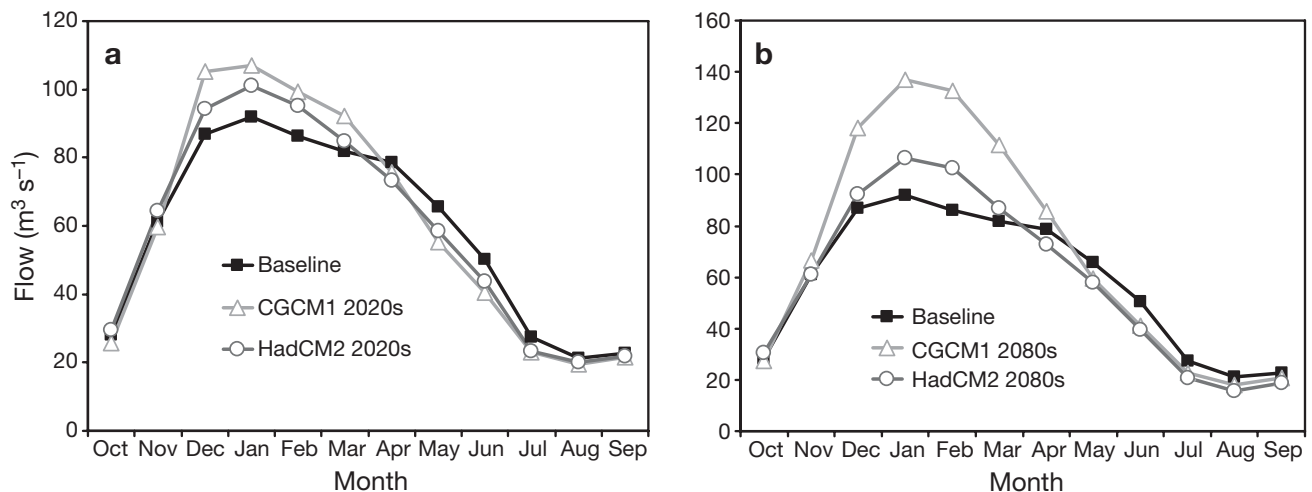 a
120
100
80
60
40
20
0
Flow (m³ s⁻¹)
Baseline
CGCM1 2020s
HadCM2 2020s
Oct Nov Dec Jan Feb Mar Apr May Jun Jul Aug Sep
Month
b
160
140
120
100
80
60
40
20
0
Baseline
CGCM1 2080s
HadCM2 2080s
Oct Nov Dec Jan Feb Mar Apr May Jun Jul Aug Sep
Month